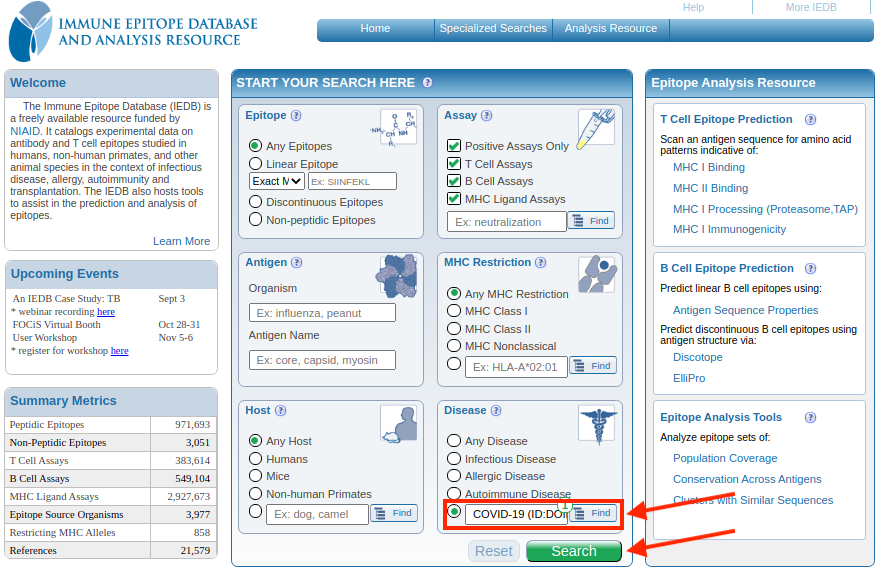 IMMUNE EPITOPE DATABASE
AND ANALYSIS RESOURCE
Help
More IEDB
Home
Specialized Searches
Analysis Resource
Welcome
The Immune Epitope Database (IEDB) is
a freely available resource funded by
NIAID. It catalogs experimental data on
antibody and T cell epitopes studied in
humans, non-human primates, and other
animal species in the context of infectious
disease, allergy, autoimmunity and
transplantation. The IEDB also hosts tools
to assist in the prediction and analysis of
epitopes.
Learn More
Upcoming Events
An IEDB Case Study: TB Sept 3
* webinar recording here
FOCiS Virtual Booth Oct 28-31
User Workshop Nov 5-6
* register for workshop here
Summary Metrics
Peptidic Epitopes 971,693
Non-Peptidic Epitopes 3,051
T Cell Assays 383,614
B Cell Assays 549,104
MHC Ligand Assays 2,927,673
Epitope Source Organisms 3,977
Restricting MHC Alleles 858
References 21,579
START YOUR SEARCH HERE ?
Epitope ?
Any Epitopes
Linear Epitope
Exact M
Ex: SIINFEKL
Discontinuous Epitopes
Non-peptidic Epitopes
Assay ?
Positive Assays Only
T Cell Assays
B Cell Assays
MHC Ligand Assays
Ex: neutralization
Find
Antigen ?
Organism
Ex: influenza, peanut
Antigen Name
Ex: core, capsid, myosin
MHC Restriction ?
Any MHC Restriction
MHC Class I
MHC Class II
MHC Nonclassical
Ex: HLA-A*02:01
Find
Host ?
Any Host
Humans
Mice
Non-human Primates
Ex: dog, camel
Find
Disease ?
Any Disease
Infectious Disease
Allergic Disease
Autoimmune Disease
1
COVID-19 (ID:DOI
Find
Reset
Search
Epitope Analysis Resource
T Cell Epitope Prediction ?
Scan an antigen sequence for amino acid
patterns indicative of:
MHC I Binding
MHC II Binding
MHC I Processing (Proteasome,TAP)
MHC I Immunogenicity
B Cell Epitope Prediction ?
Predict linear B cell epitopes using:
Antigen Sequence Properties
Predict discontinuous B cell epitopes using
antigen structure via:
Discotope
ElliPro
Epitope Analysis Tools ?
Analyze epitope sets of:
Population Coverage
Conservation Across Antigens
Clusters with Similar Sequences